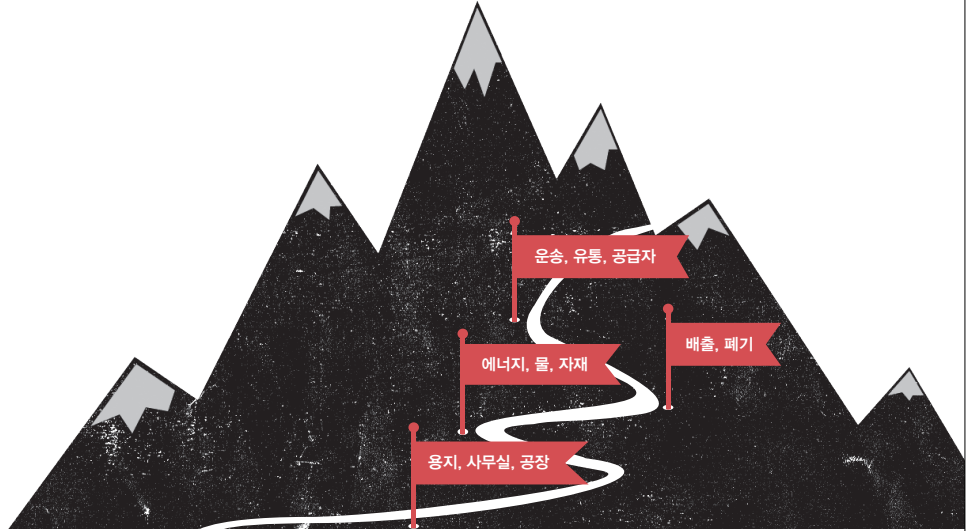 운송, 유통, 공급자
배출, 폐기
에너지, 물, 자재
용지, 사무실, 공장